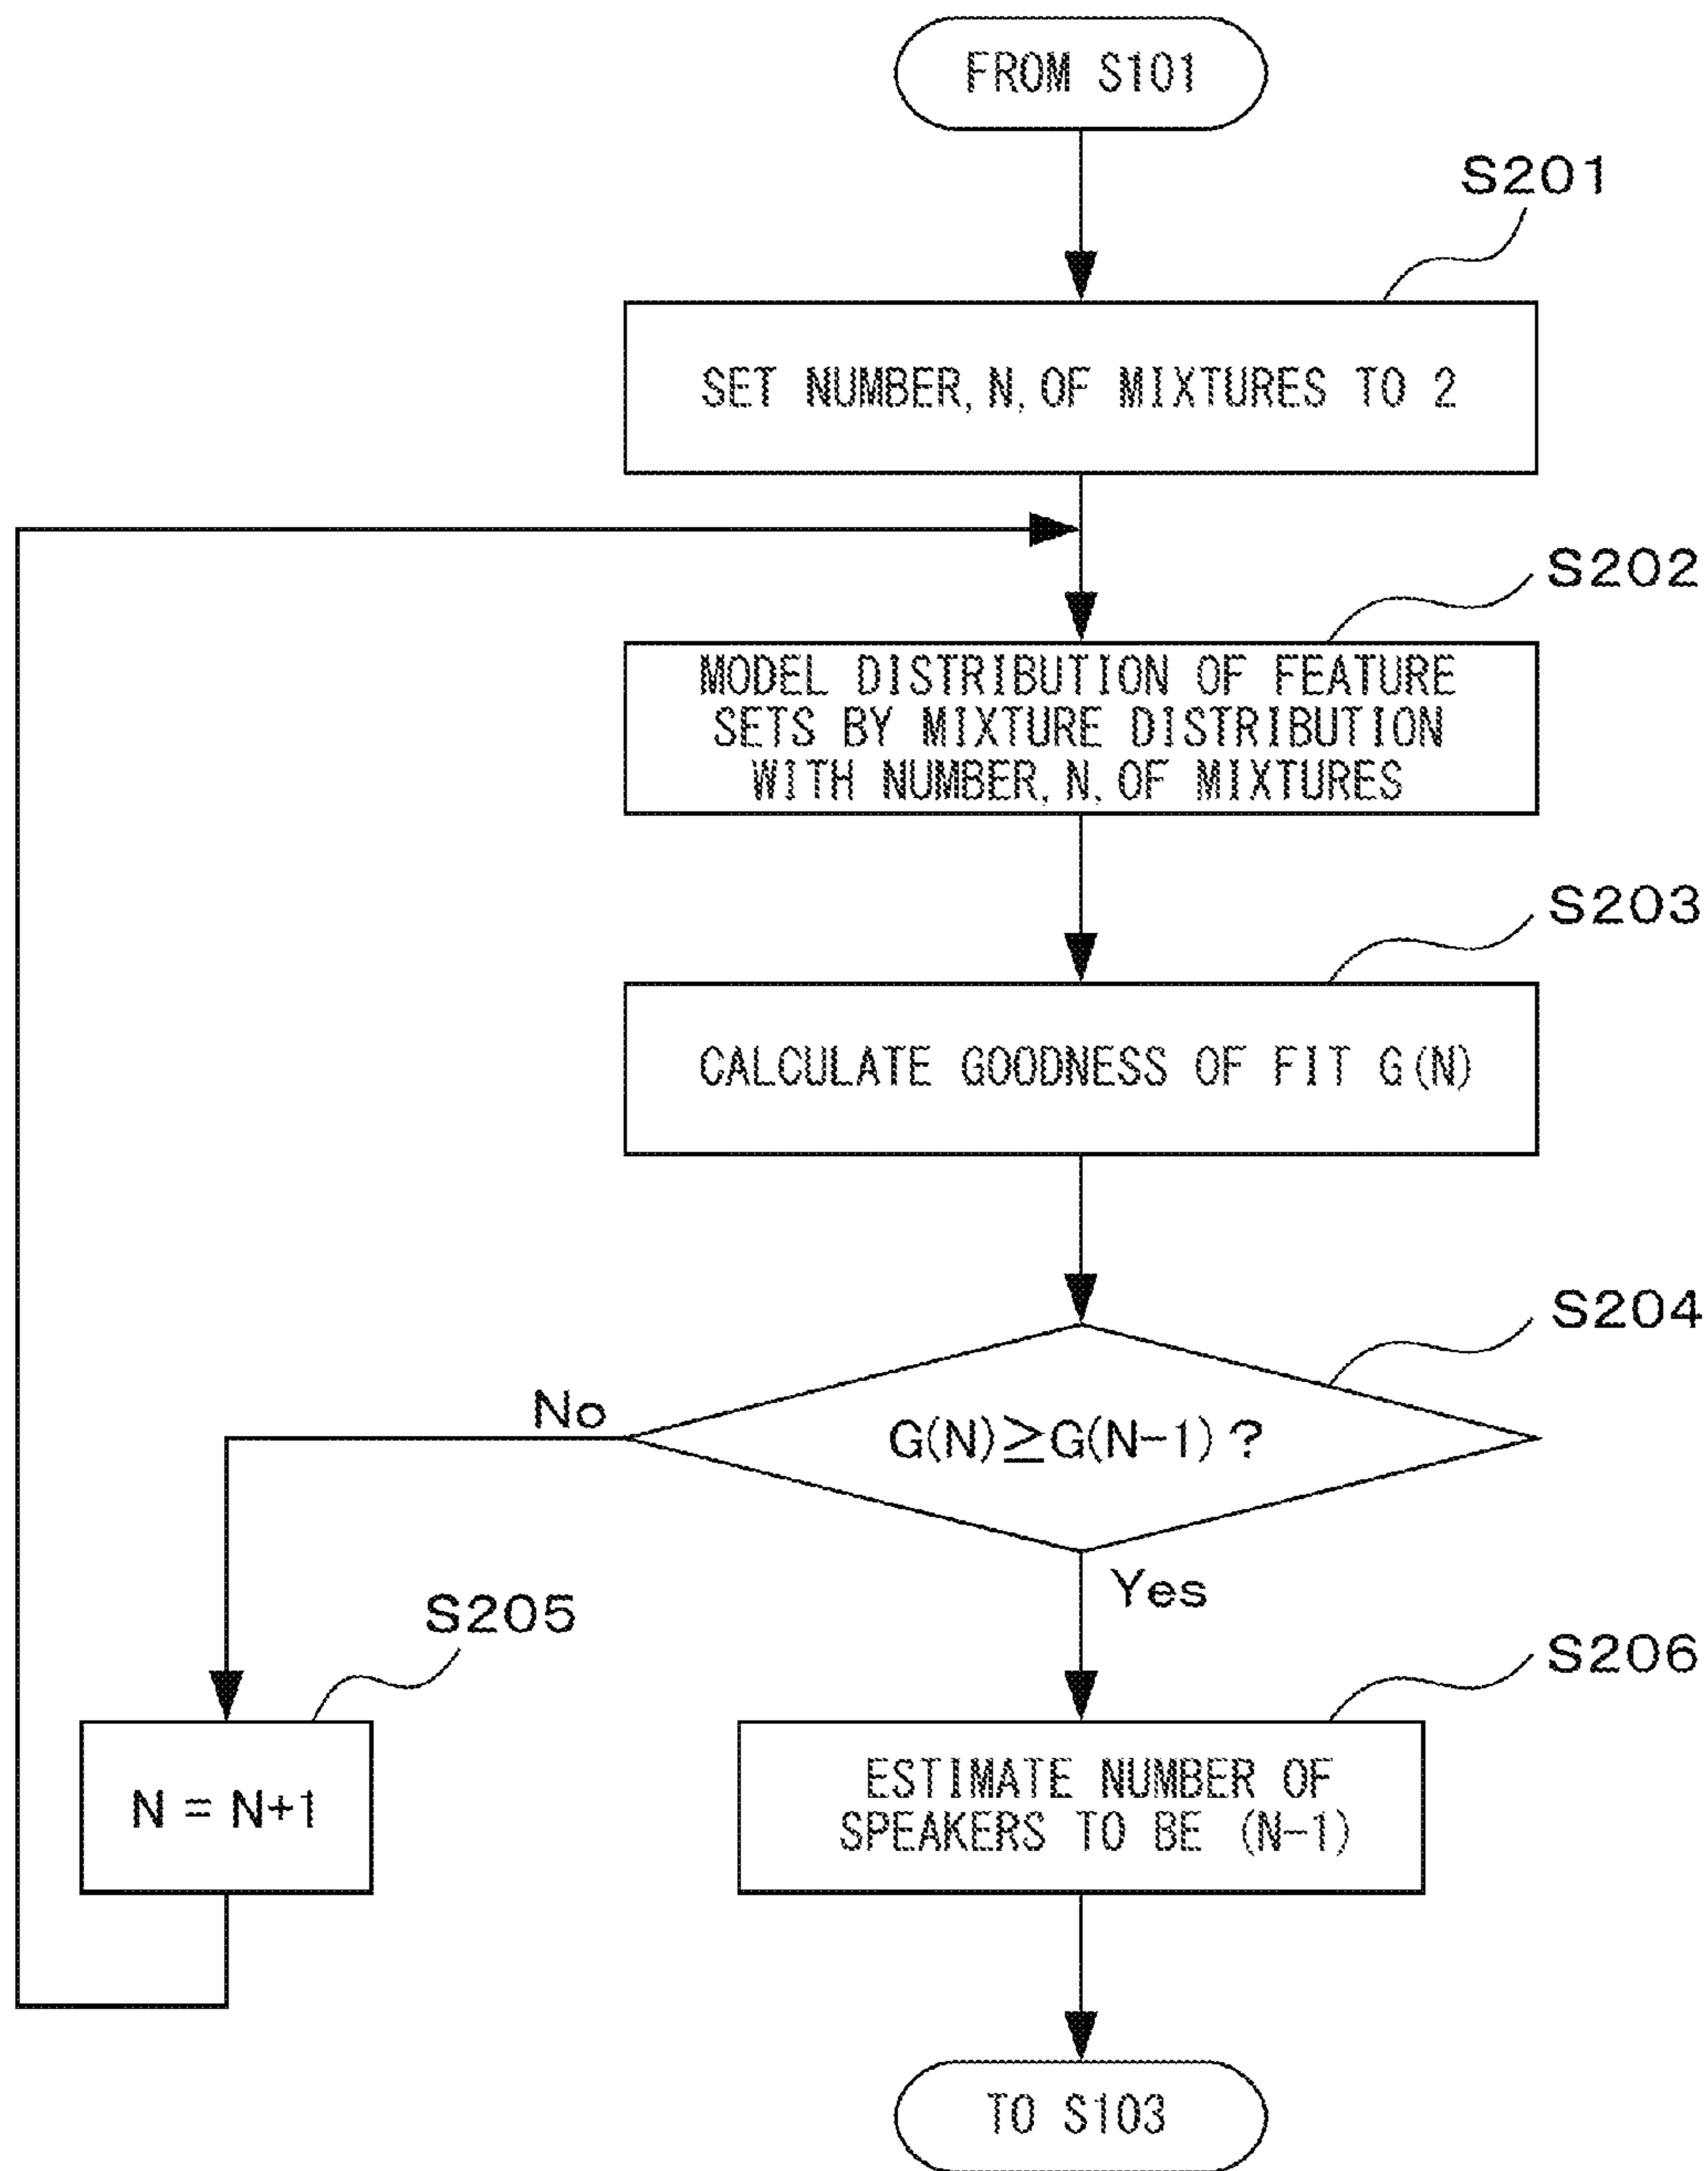 FROM S101
S201
SET NUMBER, N, OF MIXTURES TO 2
S202
MODEL DISTRIBUTION OF FEATURE
SETS BY MIXTURE DISTRIBUTION
WITH NUMBER, N, OF MIXTURES
S203
CALCULATE GOODNESS OF FIT G(N)
S204
G(N)≥G(N-1)?
No
Yes
S205
N = N+1
S206
ESTIMATE NUMBER OF
SPEAKERS TO BE (N-1)
TO S103